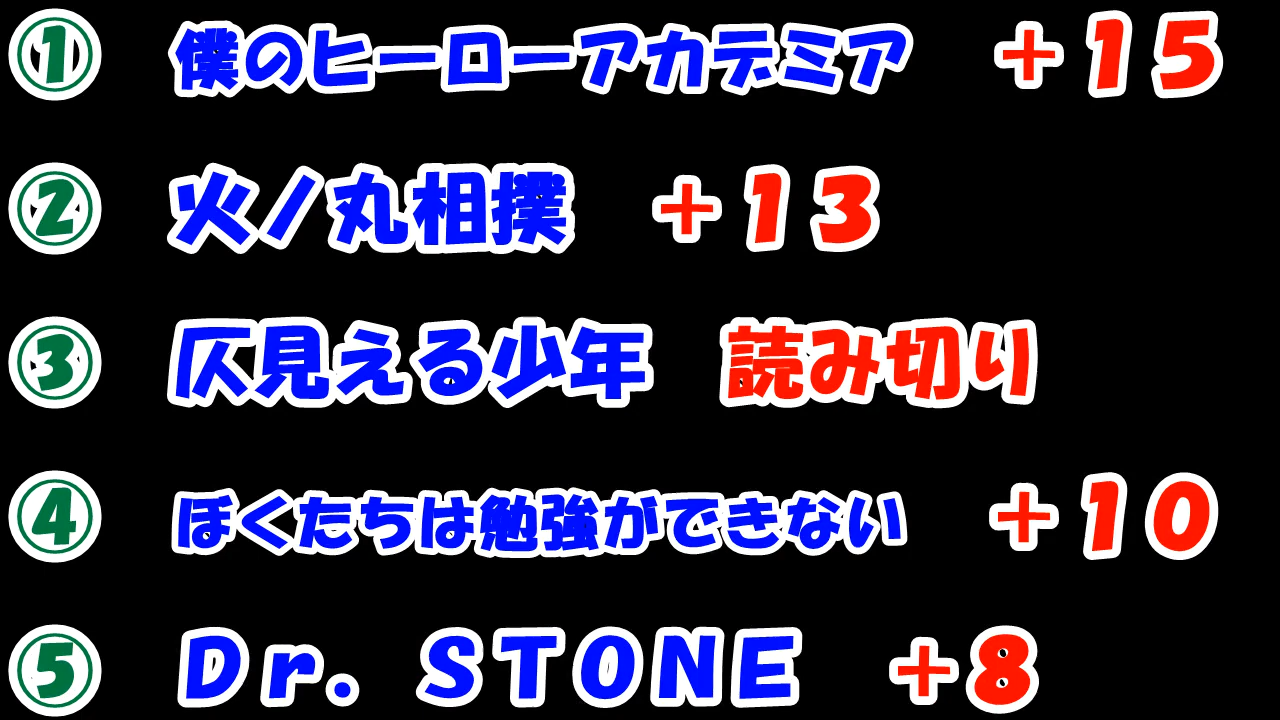 ① 僕のヒーローアカデミア +15
② 火ノ丸相撲 +13
③ 仄見える少年 読み切り
④ ぼくたちは勉強ができない +10
⑤ Dr. STONE +8